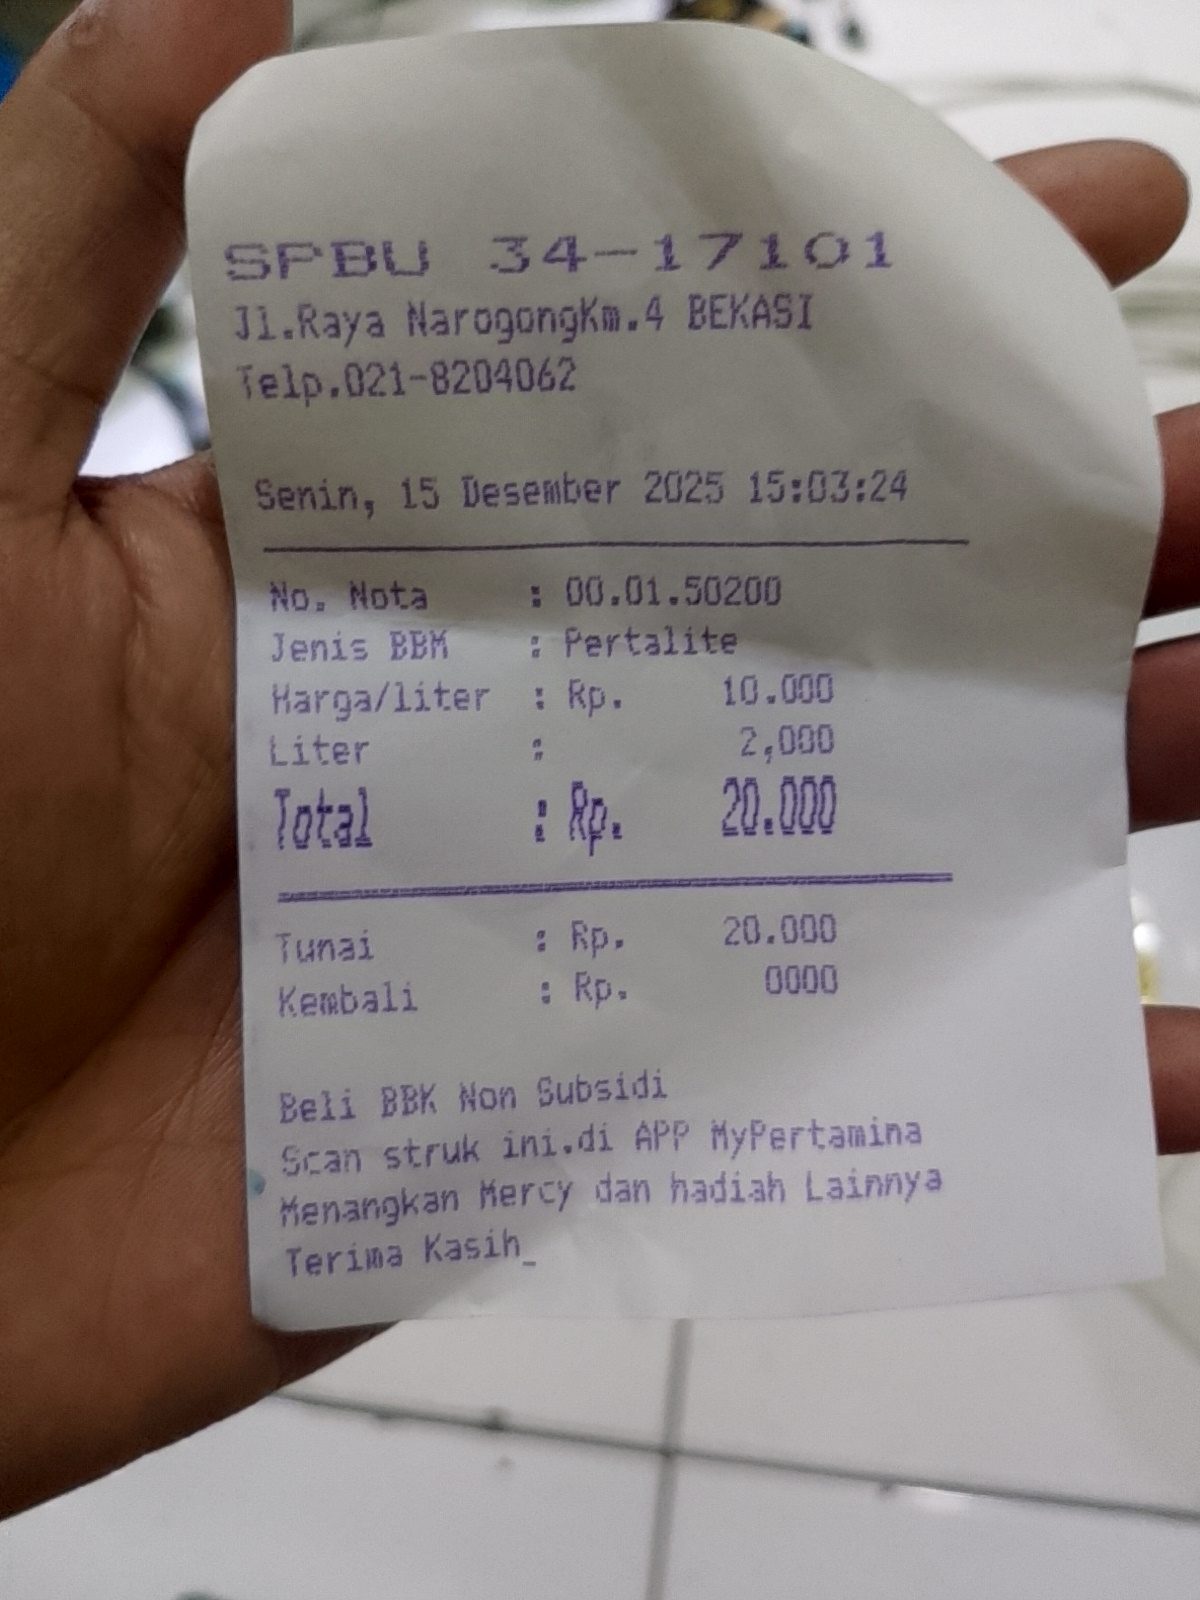 SPBU 34-17101
Jl.Raya NarogongKm.4 BEKASI
Telp.021-8204062
Senin, 15 Desember 2025 15:03:24
No. Nota : 00.01.50200
Jenis BBM : Pertalite
Harga/liter : Rp. 10.000
Liter : 2,000
Total : Rp. 20.000
Tunai : Rp. 20.000
Kembali : Rp. 0000
Beli BBK Non Subsidi
Scan struk ini.di APP MyPertamina
Menangkan Mercy dan hadiah Lainnya
Terima Kasih_